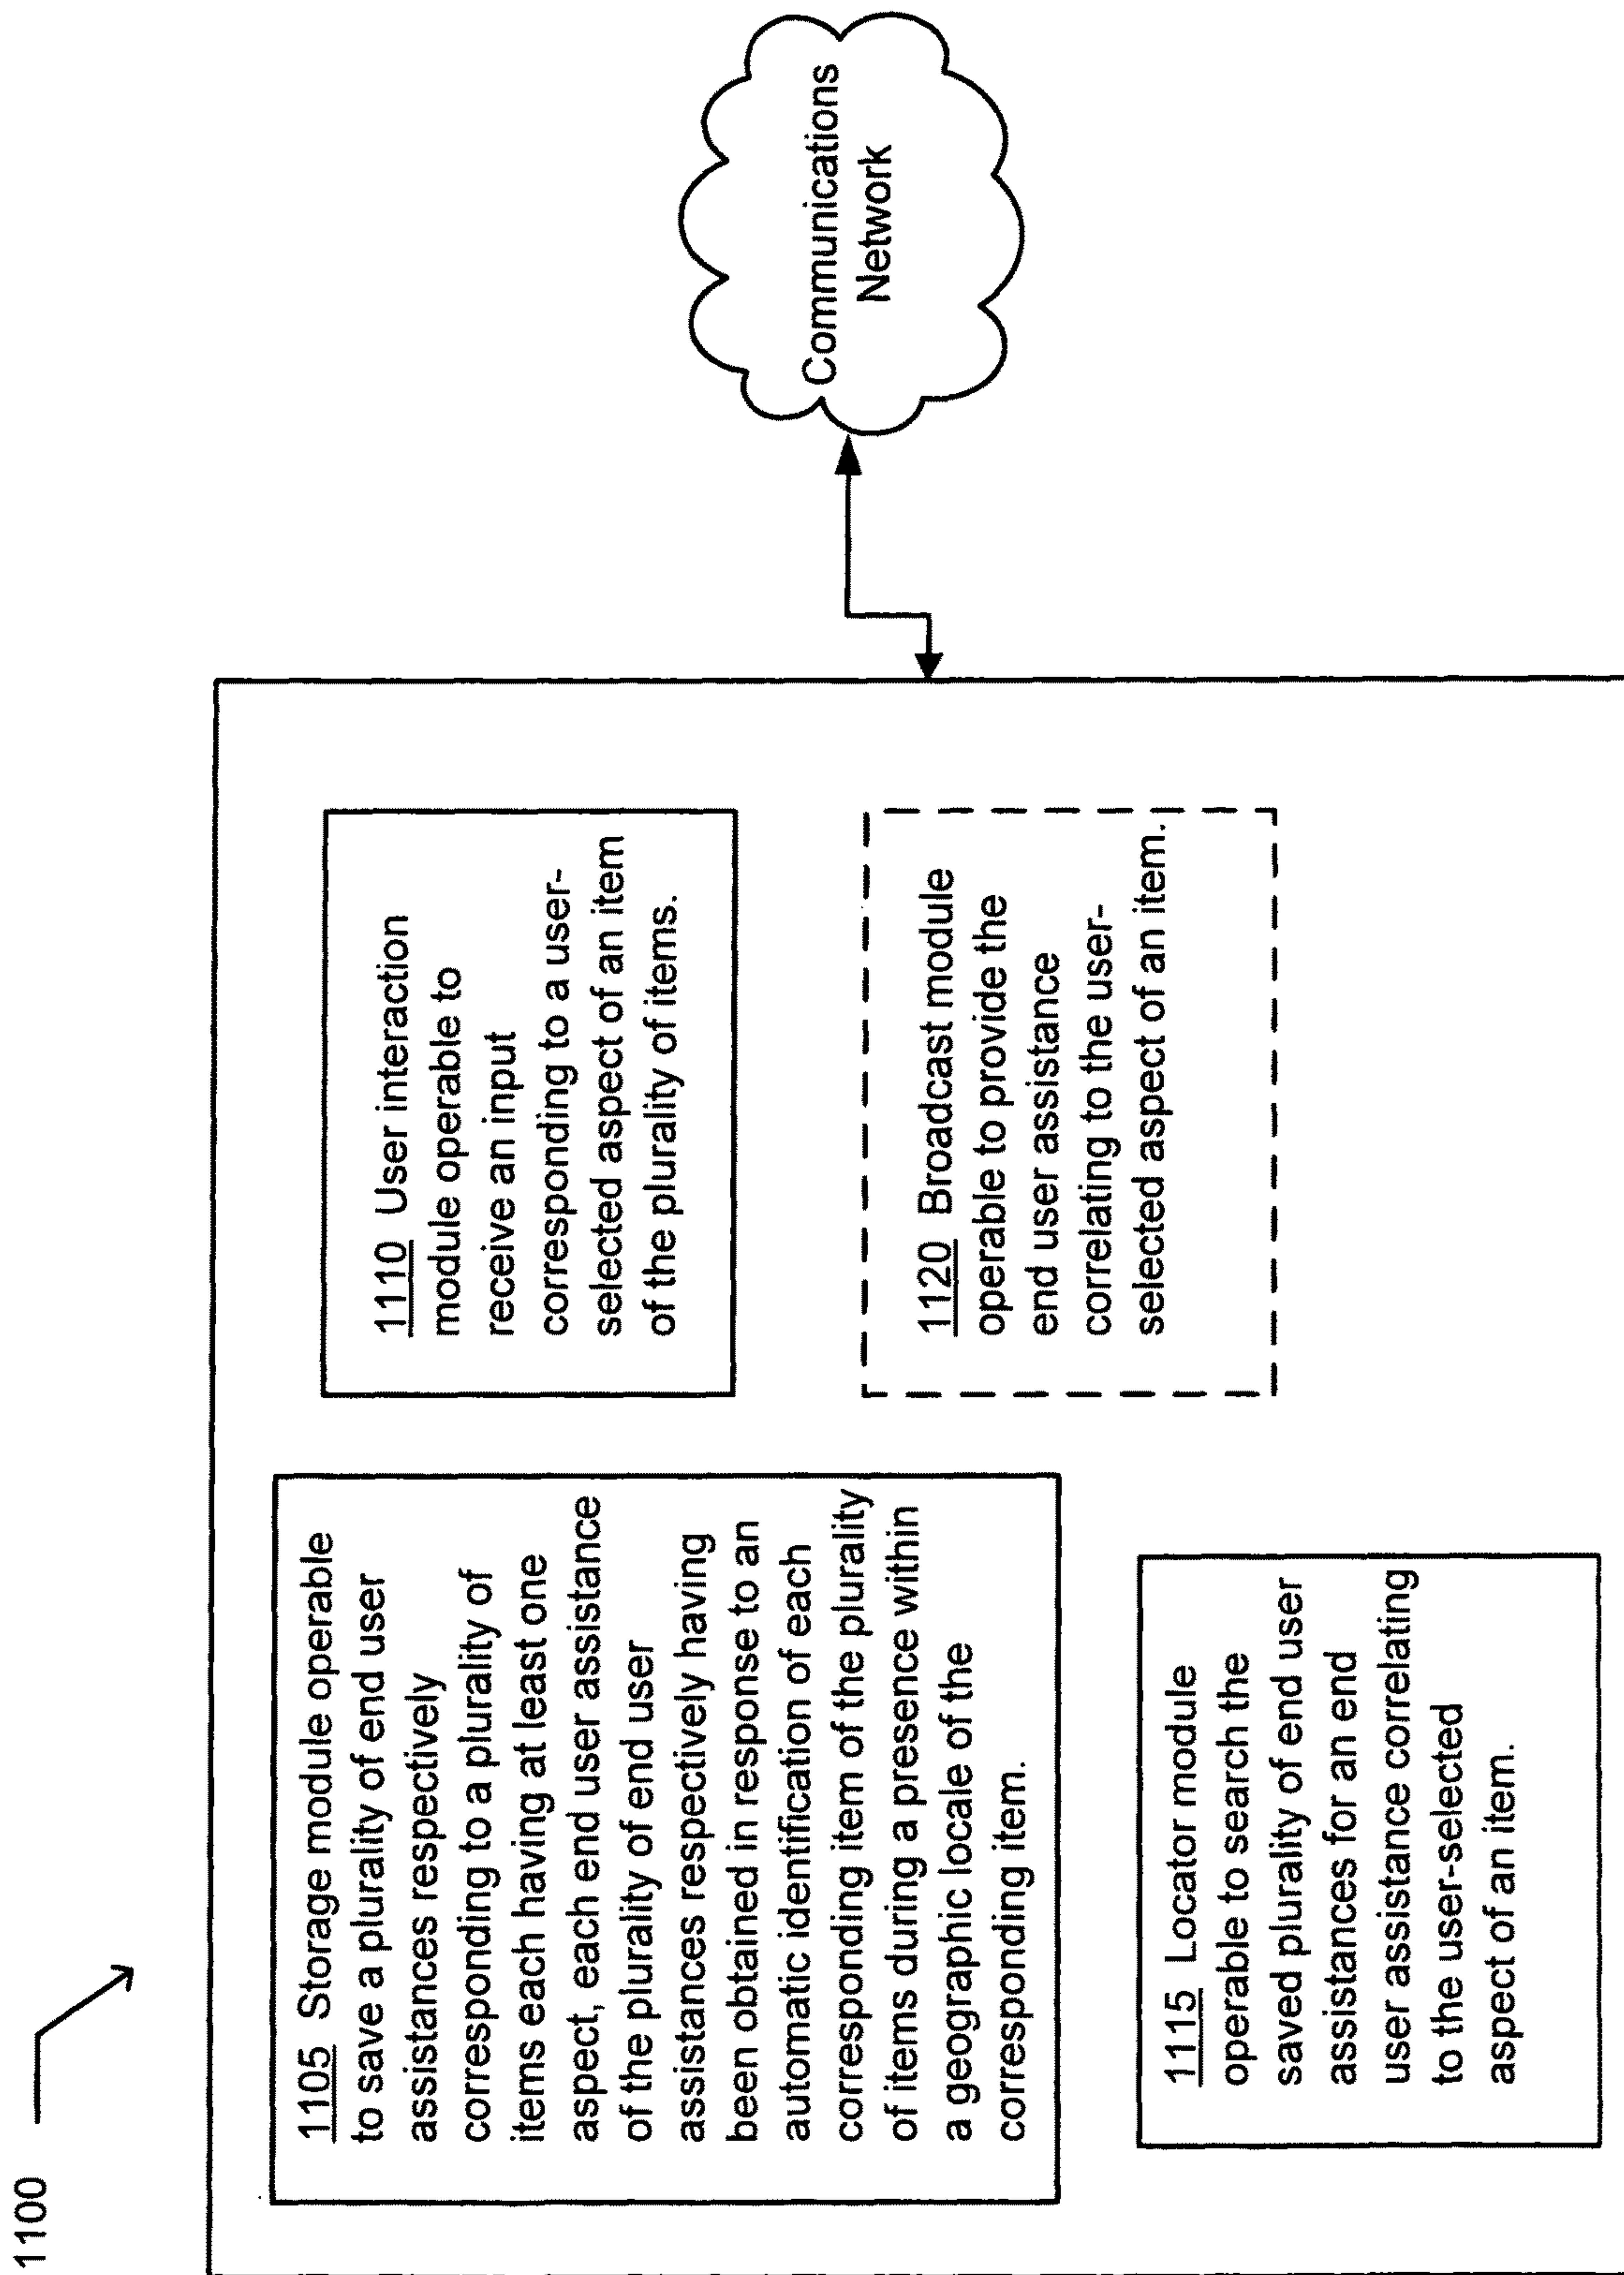 1100
1105 Storage module operable
to save a plurality of end user
assistances respectively
corresponding to a plurality of
items each having at least one
aspect, each end user assistance
of the plurality of end user
assistances respectively having
been obtained in response to an
automatic identification of each
corresponding item of the plurality
of items during a presence within
a geographic locale of the
corresponding item.
1110 User interaction
module operable to
receive an input
corresponding to a user-
selected aspect of an item
of the plurality of items.
1115 Locator module
operable to search the
saved plurality of end user
assistances for an end
user assistance correlating
to the user-selected
aspect of an item.
1120 Broadcast module
operable to provide the
end user assistance
correlating to the user-
selected aspect of an item.
Communications
Network